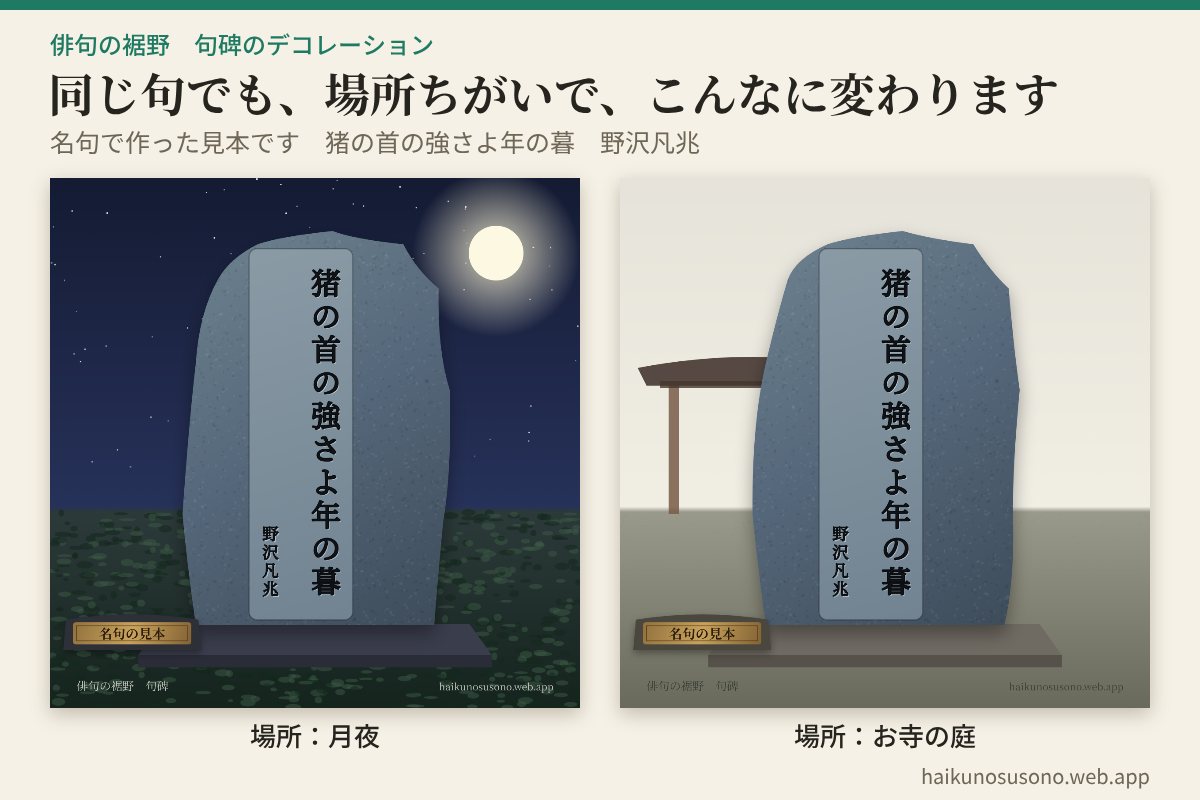 俳句の裾野　句碑のデコレーション
同じ句でも、場所ちがいで、こんなに変わります
名句で作った見本です　猪の首の強さよ年の暮　野沢凡兆
猪の首の強さよ年の暮
野沢凡兆
名句の見本
俳句の裾野　句碑
haikunosusono.web.app
場所：月夜
猪の首の強さよ年の暮
野沢凡兆
名句の見本
俳句の裾野　句碑
haikunosusono.web.app
場所：お寺の庭
haikunosusono.web.app